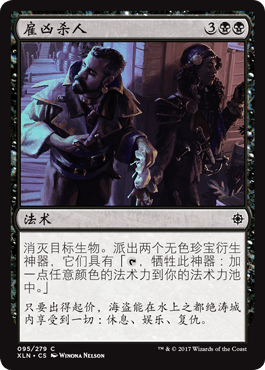 雇凶杀人 3
法术
消灭目标生物。派出两个无色珍宝衍生
神器，它们具有「，牺牲此神器：加
一点任意颜色的法术力到你的法术力池
中。」
只要出得起价，海盗能在水上之都绝涛城
内享受到一切：休息、娱乐、复仇。
095/279 C
XLN • CS WINONA NELSON
™ & © 2017 Wizards of the Coast